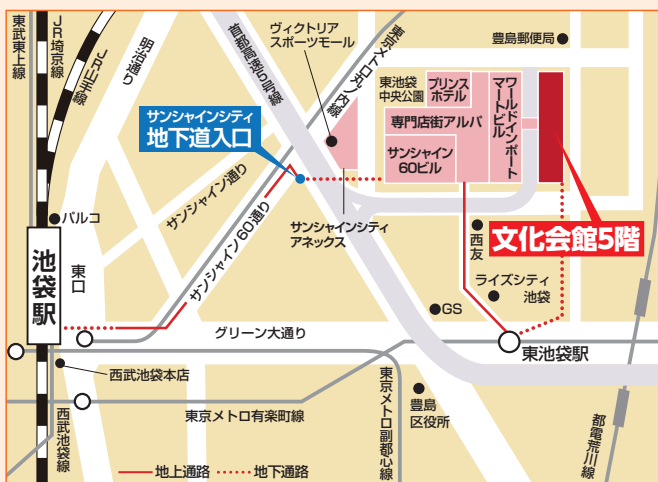 東武東上線
JR埼京線
JR山手線
明治通り
首都高速5号線
ヴィクトリア
スポーツモール
東京メトロ丸ノ内線
豊島郵便局
サンシャインシティ
地下道入口
東池袋
中央公園
プリンス
ホテル
専門店街アルパ
サンシャイン
60ビル
ワールドインポート
マートビル
サンシャイン通り
サンシャイン60通り
サンシャインシティ
アネックス
文化会館5階
パルコ
池袋駅
東口
西友
ライズシティ
池袋
GS
グリーン大通り
東池袋駅
西武池袋本店
西武池袋線
東京メトロ有楽町線
東京メトロ副都心線
豊島
区役所
都電荒川線
地上通路
地下通路